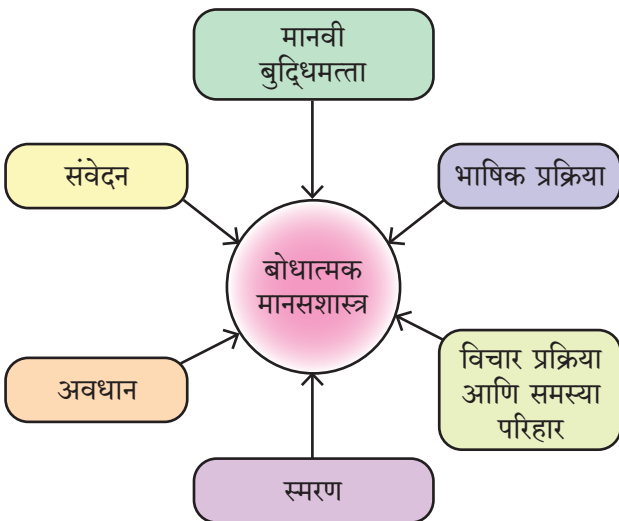 मानवी
बुद्धिमत्ता
संवेदन
भाषिक प्रक्रिया
बोधात्मक
मानसशास्त्र
अवधान
विचार प्रक्रिया
आणि समस्या
परिहार
स्मरण